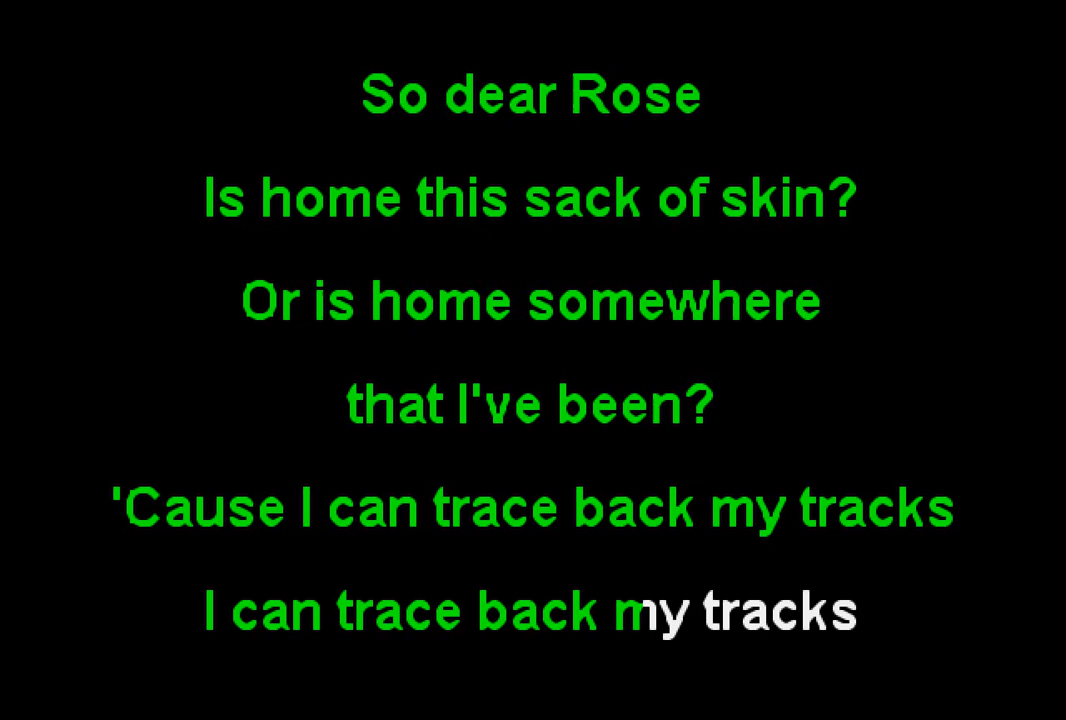 So dear Rose
Is home this sack of skin?
Or is home somewhere
that I've been?
'Cause I can trace back my tracks
I can trace back my tracks